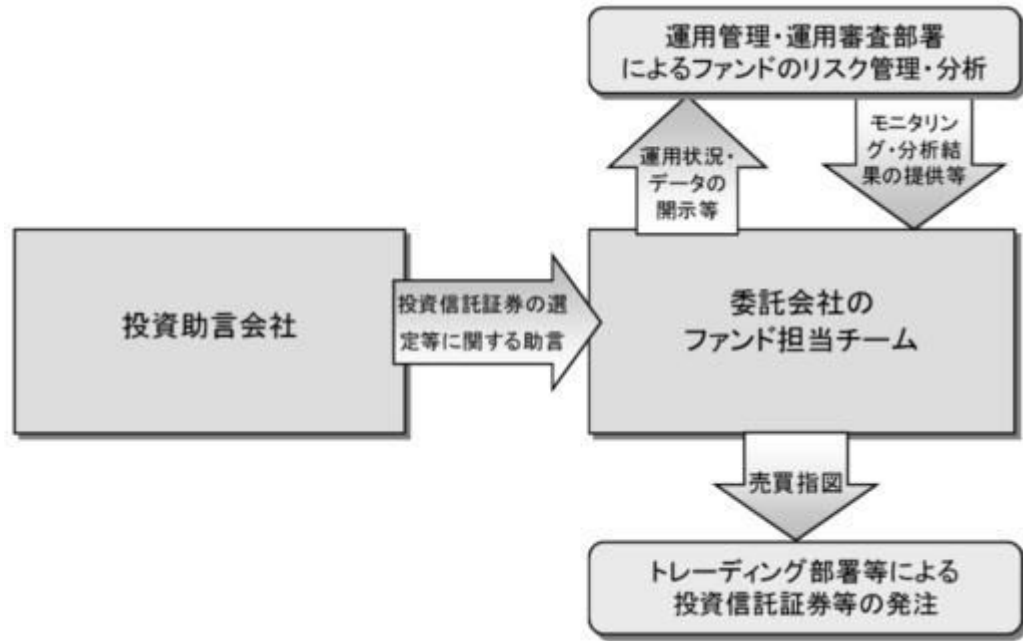 運用管理・運用審査部署
によるファンドのリスク管理・分析
運用状況・
データの
開示等
モニタリン
グ・分析結
果の提供等
投資助言会社
投資信託証券の選
定等に関する助言
委託会社の
ファンド担当チーム
売買指図
トレーディング部署等による
投資信託証券等の発注